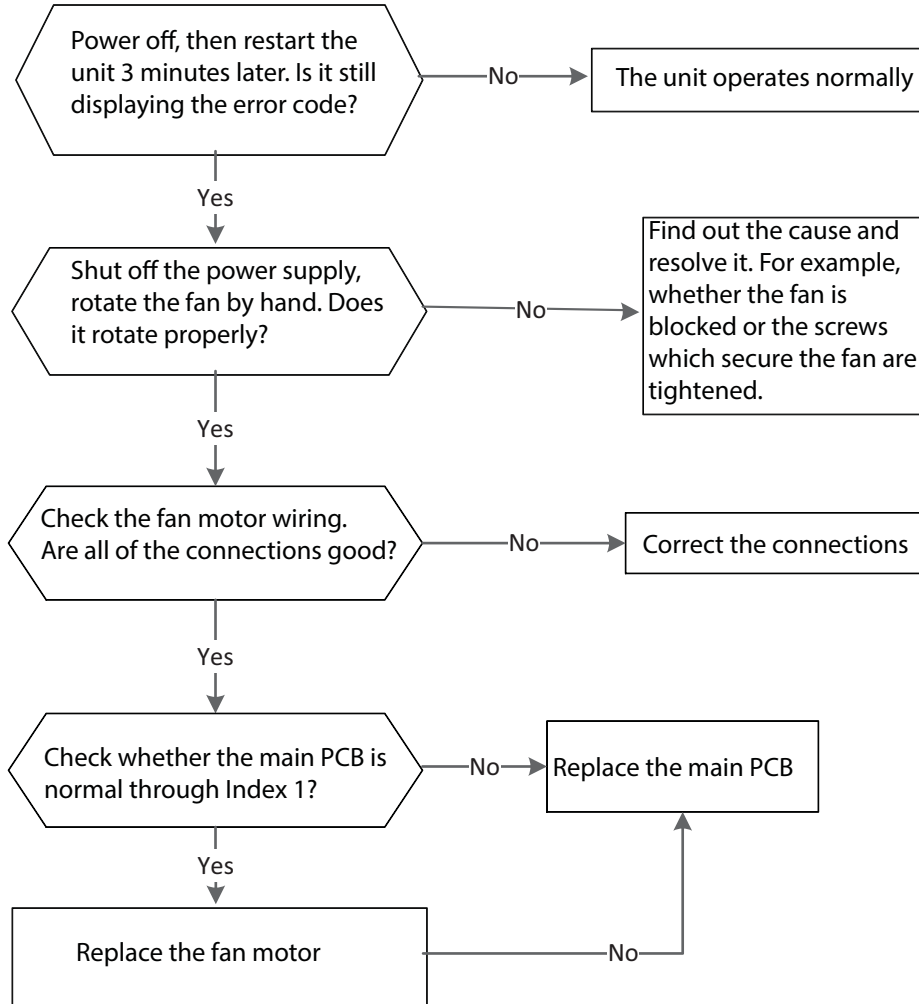 Power off, then restart the
unit 3 minutes later. Is it still
displaying the error code?
No
The unit operates normally
Yes
Shut off the power supply,
rotate the fan by hand. Does
it rotate properly?
No
Find out the cause and
resolve it. For example,
whether the fan is
blocked or the screws
which secure the fan are
tightened.
Yes
Check the fan motor wiring.
Are all of the connections good?
No
Correct the connections
Yes
Check whether the main PCB is
normal through Index 1?
No
Replace the main PCB
Yes
Replace the fan motor
No